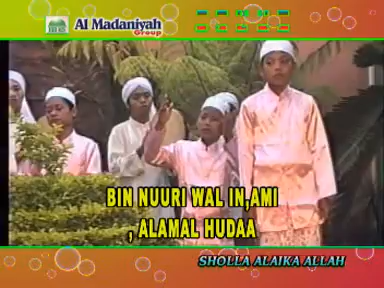 Al Madaniyah
Group
BIN NUURI WAL IN,AMI
, ALAMAL HUDAA
SHOLLA ALAIKA ALLAH